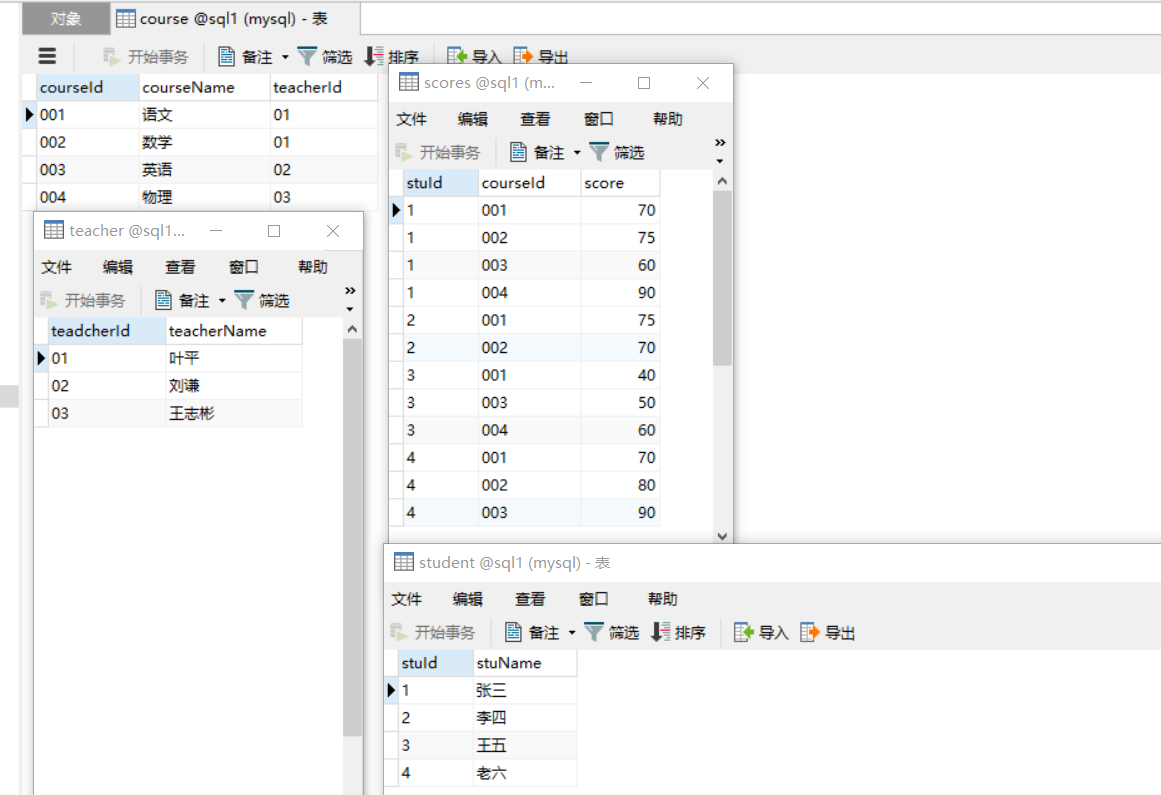 对象 course @sql1 (mysql) - 表
开始事务 备注 筛选 排序 导入 导出
courseId courseName teacherId
001 语文 01
002 数学 01
003 英语 02
004 物理 03
scores @sql1 (m...
文件 编辑 查看 窗口 帮助
开始事务 备注 筛选
stuId courseId score
1 001 70
1 002 75
1 003 60
1 004 90
2 001 75
2 002 70
3 001 40
3 003 50
3 004 60
4 001 70
4 002 80
4 003 90
teacher @sql1...
文件 编辑 查看 窗口 帮助
开始事务 备注 筛选
teadcherId teacherName
01 叶平
02 刘谦
03 王志彬
student @sql1 (mysql) - 表
文件 编辑 查看 窗口 帮助
开始事务 备注 筛选 排序 导入 导出
stuId stuName
1 张三
2 李四
3 王五
4 老六